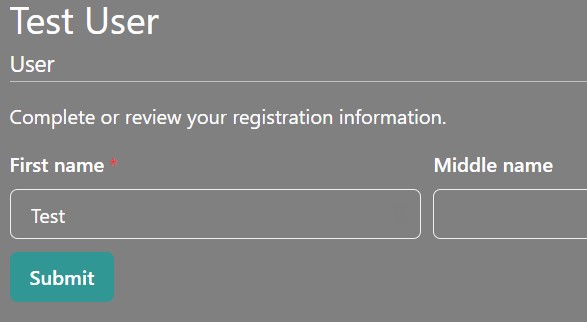 Test User
User
Complete or review your registration information.
First name *
Middle name
Test
Submit